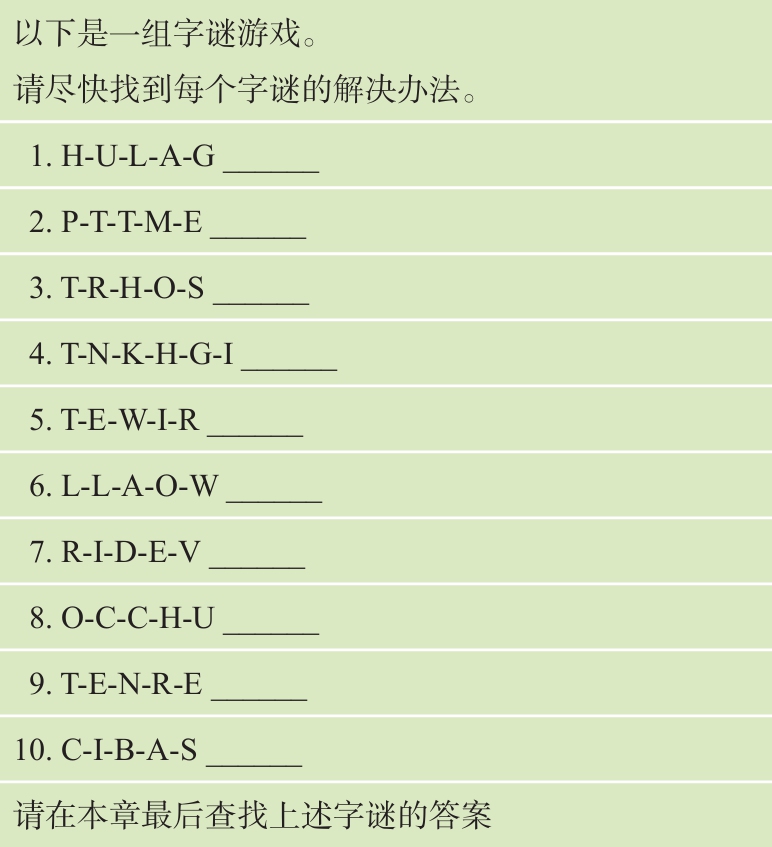 以下是一组字谜游戏。
请尽快找到每个字谜的解决办法。
1. H-U-L-A-G ______
2. P-T-T-M-E ______
3. T-R-H-O-S ______
4. T-N-K-H-G-I ______
5. T-E-W-I-R ______
6. L-L-A-O-W ______
7. R-I-D-E-V ______
8. O-C-C-H-U ______
9. T-E-N-R-E ______
10. C-I-B-A-S ______
请在本章最后查找上述字谜的答案